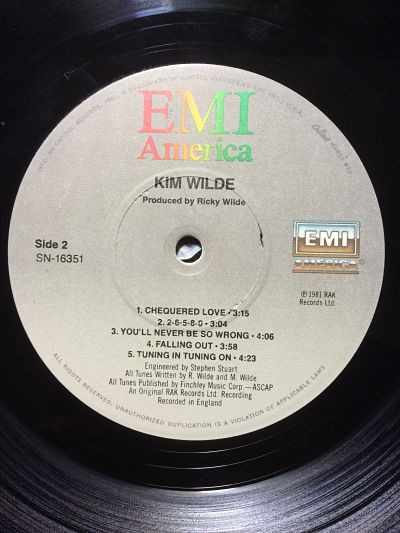 EMI
America
KIM WILDE
Produced by Ricky Wilde
Side 2
SN-16351
EMI
AMERICA
℗ 1981 RAK
Records Ltd.
1. CHEQUERED LOVE • 3:15
2. 2-6-5-8-0 • 3:04
3. YOU'LL NEVER BE SO WRONG • 4:06
4. FALLING OUT • 3:58
5. TUNING IN TUNING ON • 4:23
Engineered by Stephen Stuart
All Tunes Written by R. Wilde and M. Wilde
All Tunes Published by Finchley Music Corp.—ASCAP
An Original RAK Records Ltd. Recording
Recorded in England
ALL RIGHTS RESERVED. UNAUTHORIZED DUPLICATION IS A VIOLATION OF APPLICABLE LAWS